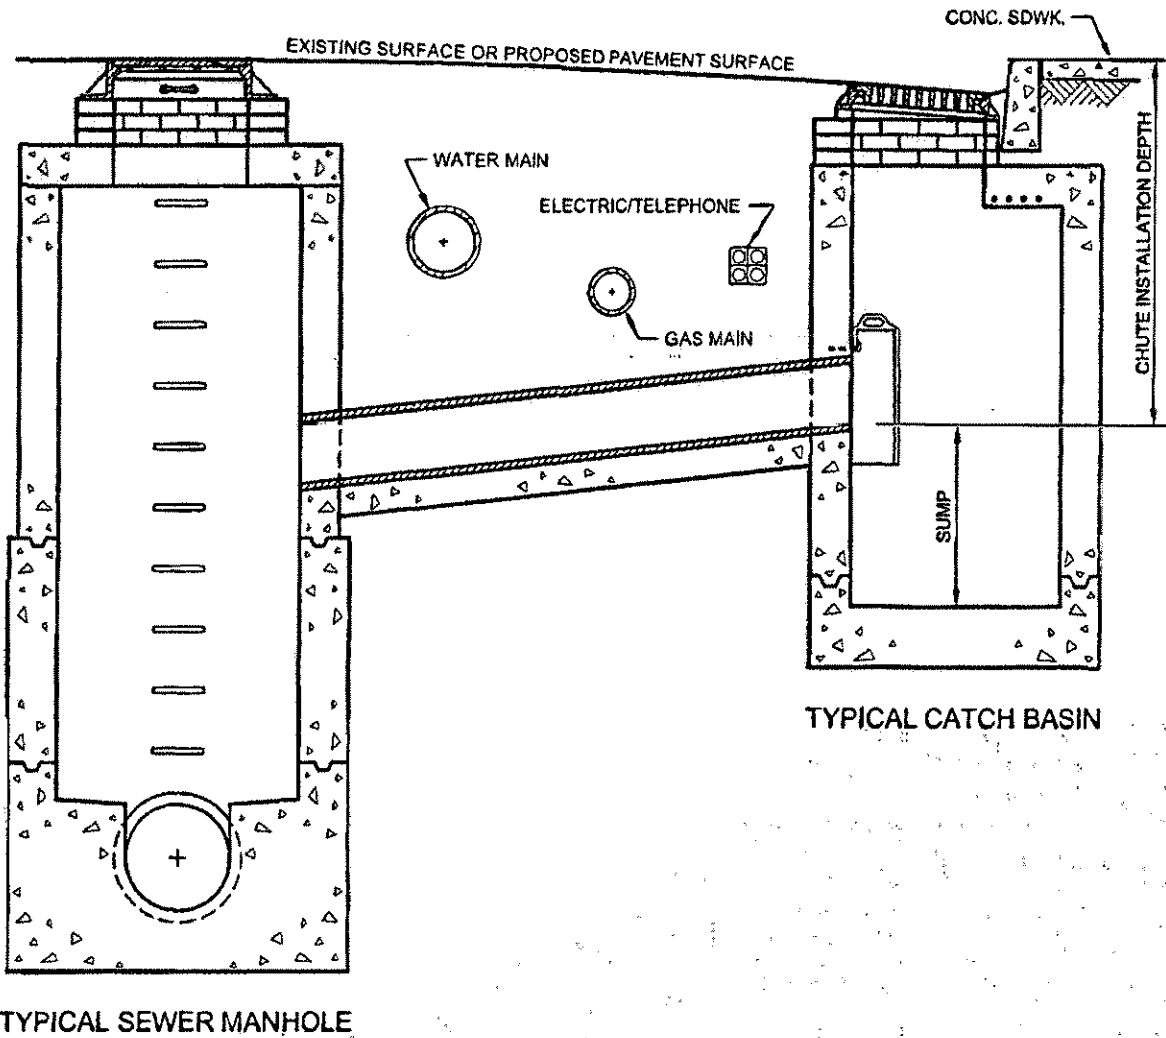 CONC. SDWK.
EXISTING SURFACE OR PROPOSED PAVEMENT SURFACE
WATER MAIN
ELECTRIC/TELEPHONE
GAS MAIN
CHUTE INSTALLATION DEPTH
SUMP
TYPICAL CATCH BASIN
TYPICAL SEWER MANHOLE